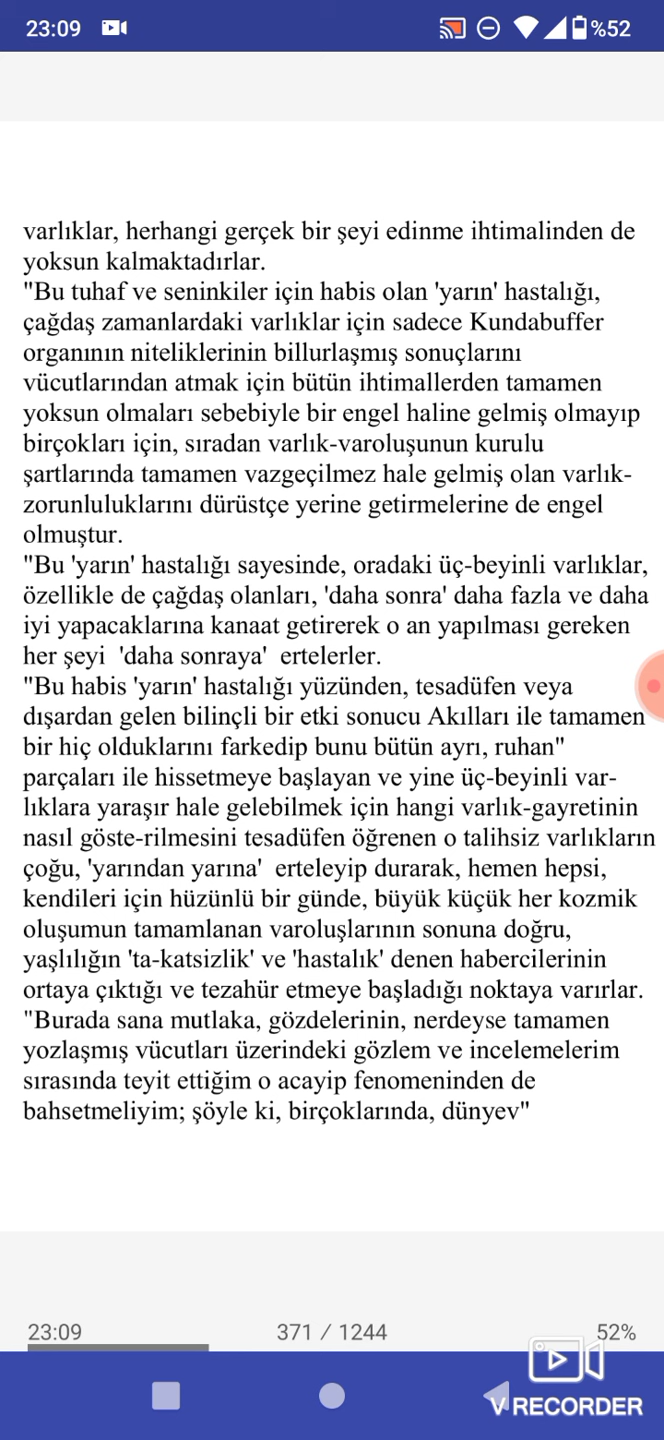 23:09 %52
varlıklar, herhangi gerçek bir şeyi edinme ihtimalinden de
yoksun kalmaktadırlar.
"Bu tuhaf ve seninkiler için habis olan 'yarın' hastalığı,
çağdaş zamanlardaki varlıklar için sadece Kundabuffer
organının niteliklerinin billurlaşmış sonuçlarını
vücutlarından atmak için bütün ihtimallerden tamamen
yoksun olmaları sebebiyle bir engel haline gelmiş olmayıp
birçokları için, sıradan varlık-varoluşunun kurulu
şartlarında tamamen vazgeçilmez hale gelmiş olan varlık-
zorunluluklarını dürüstçe yerine getirmelerine de engel
olmuştur.
"Bu 'yarın' hastalığı sayesinde, oradaki üç-beyinli varlıklar,
özellikle de çağdaş olanları, 'daha sonra' daha fazla ve daha
iyi yapacaklarına kanaat getirerek o an yapılması gereken
her şeyi 'daha sonraya' ertelerler.
"Bu habis 'yarın' hastalığı yüzünden, tesadüfen veya
dışardan gelen bilinçli bir etki sonucu Akılları ile tamamen
bir hiç olduklarını farkedip bunu bütün ayrı, ruhan"
parçaları ile hissetmeye başlayan ve yine üç-beyinli var-
lıklara yaraşır hale gelebilmek için hangi varlık-gayretinin
nasıl göste-rilmesini tesadüfen öğrenen o talihsiz varlıkların
çoğu, 'yarından yarına' erteleyip durarak, hemen hepsi,
kendileri için hüzünlü bir günde, büyük küçük her kozmik
oluşumun tamamlanan varoluşlarının sonuna doğru,
yaşlılığın 'ta-katsizlik' ve 'hastalık' denen habercilerinin
ortaya çıktığı ve tezahür etmeye başladığı noktaya varırlar.
"Burada sana mutlaka, gözdelerinin, nerdeyse tamamen
yozlaşmış vücutları üzerindeki gözlem ve incelemelerim
sırasında teyit ettiğim o acayip fenomeninden de
bahsetmeliyim; şöyle ki, birçoklarında, dünyev"
23:09 371 / 1244 52%
V RECORDER